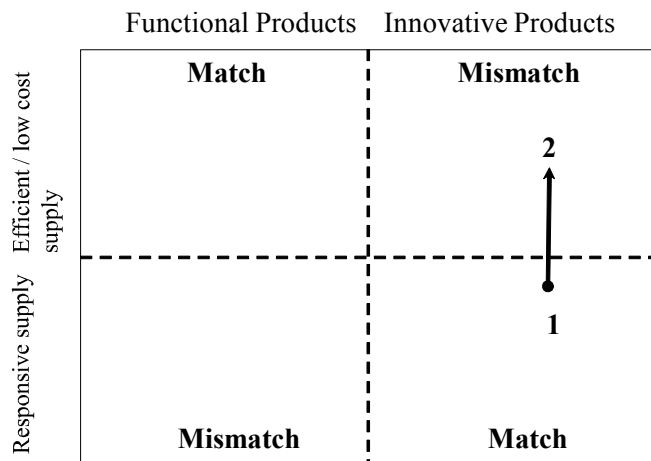 Functional Products
Innovative Products
Match
Mismatch
Efficient / low cost
supply
2
Responsive supply
1
Mismatch
Match